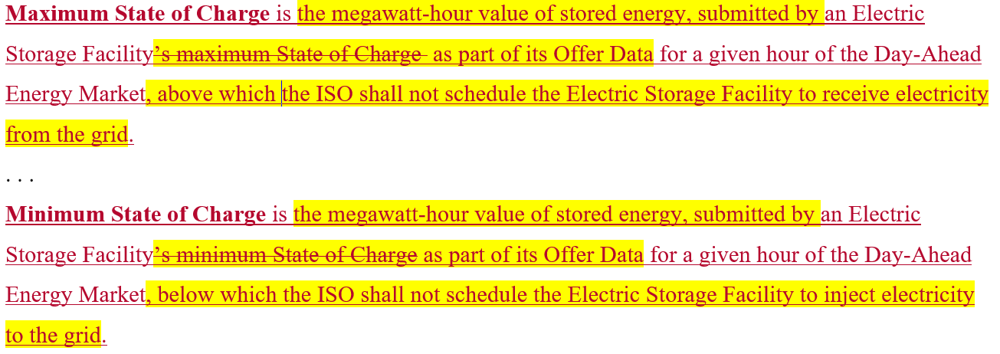 Maximum State of Charge is the megawatt-hour value of stored energy, submitted by an Electric
Storage Facility’s maximum State of Charge as part of its Offer Data for a given hour of the Day-Ahead
Energy Market, above which the ISO shall not schedule the Electric Storage Facility to receive electricity
from the grid.
. . .
Minimum State of Charge is the megawatt-hour value of stored energy, submitted by an Electric
Storage Facility’s minimum State of Charge as part of its Offer Data for a given hour of the Day-Ahead
Energy Market, below which the ISO shall not schedule the Electric Storage Facility to inject electricity
to the grid.